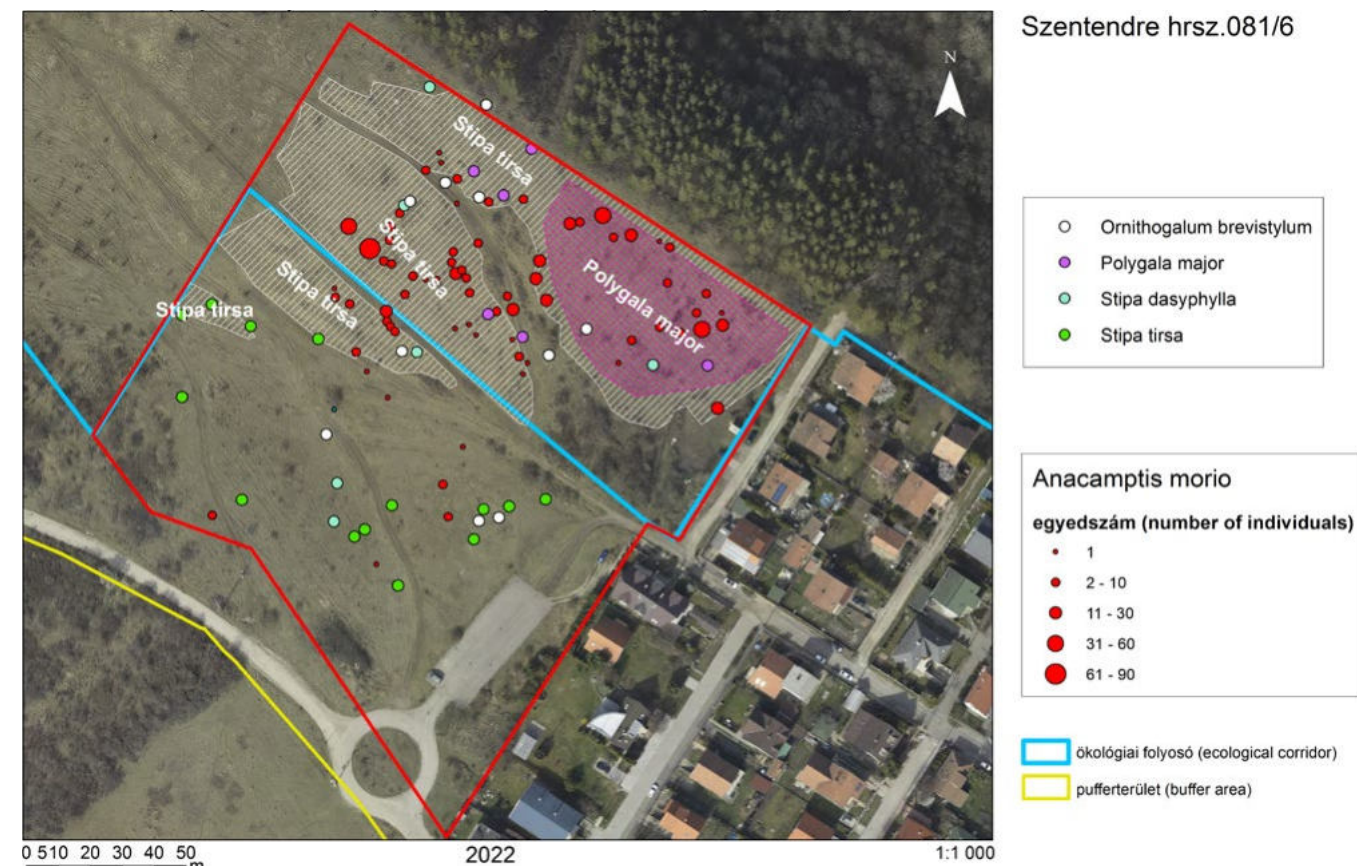 Szentendre hrsz.081/6
N
Stipa tirsa
Stipa tirsa
Stipa tirsa
Stipa tirsa
Polygala major
Ornithogalum brevistylum
Polygala major
Stipa dasyphylla
Stipa tirsa
Anacamptis morio
egyedszám (number of individuals)
1
2 - 10
11 - 30
31 - 60
61 - 90
ökológiai folyosó (ecological corridor)
pufferterület (buffer area)
0 510 20 30 40 50
m
2022
1:1 000